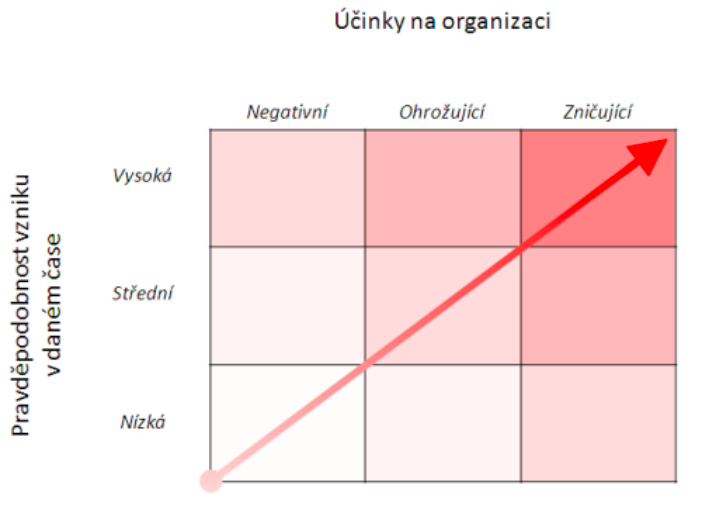 Účinky na organizaci
Negativní
Ohrožující
Zničující
Pravděpodobnost vzniku
v daném čase
Vysoká
Střední
Nízká